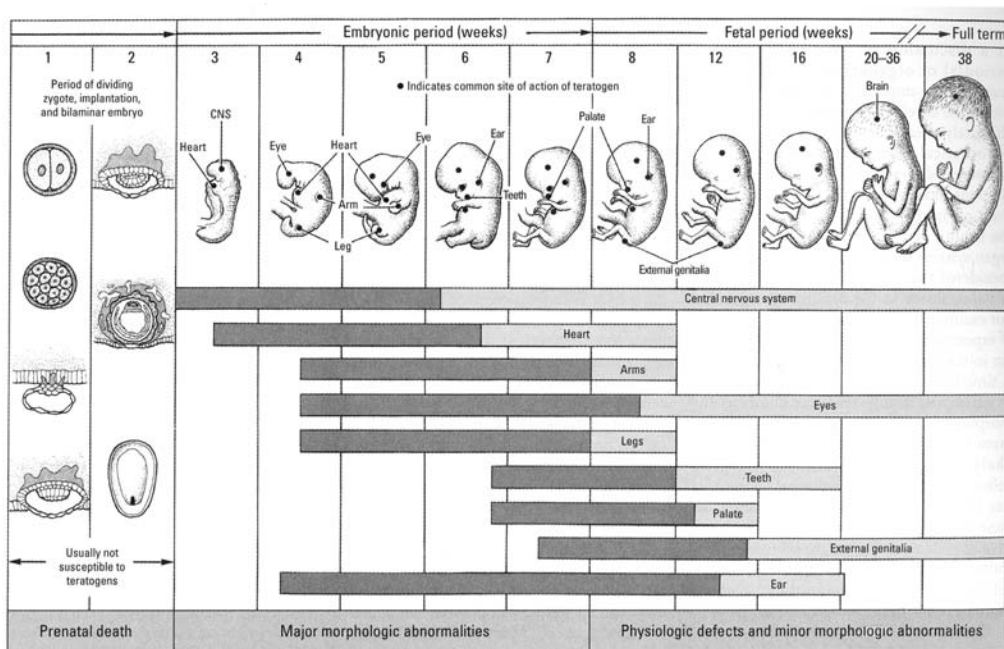 Embryonic period (weeks)
Fetal period (weeks)
Full term
1
2
3
4
5
6
7
8
12
16
20–36
38
Period of dividing
zygote, implantation,
and bilaminar embryo
• Indicates common site of action of teratogen
CNS
Heart
Eye
Heart
Arm
Leg
Eye
Ear
Teeth
Palate
Ear
External genitalia
Brain
Central nervous system
Heart
Arms
Eyes
Legs
Teeth
Palate
External genitalia
Ear
Usually not
susceptible to
teratogens
Prenatal death
Major morphologic abnormalities
Physiologic defects and minor morphologic abnormalities